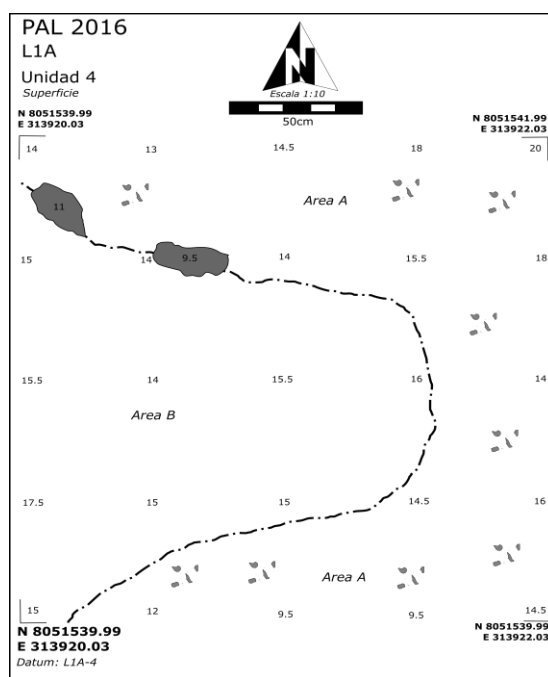 PAL 2016
L1A
Unidad 4
Superficie
Escala 1:10
50cm
N 8051539.99
E 313920.03
N 8051541.99
E 313922.03
14 13 14.5 18 20
Area A
11
15 14 9.5 14 15.5 18
15.5 14 15.5 16 14
Area B
17.5 15 15 14.5 16
Area A
15 12 9.5 9.5 14.5
N 8051539.99
E 313920.03
Datum: L1A-4
N 8051539.99
E 313922.03